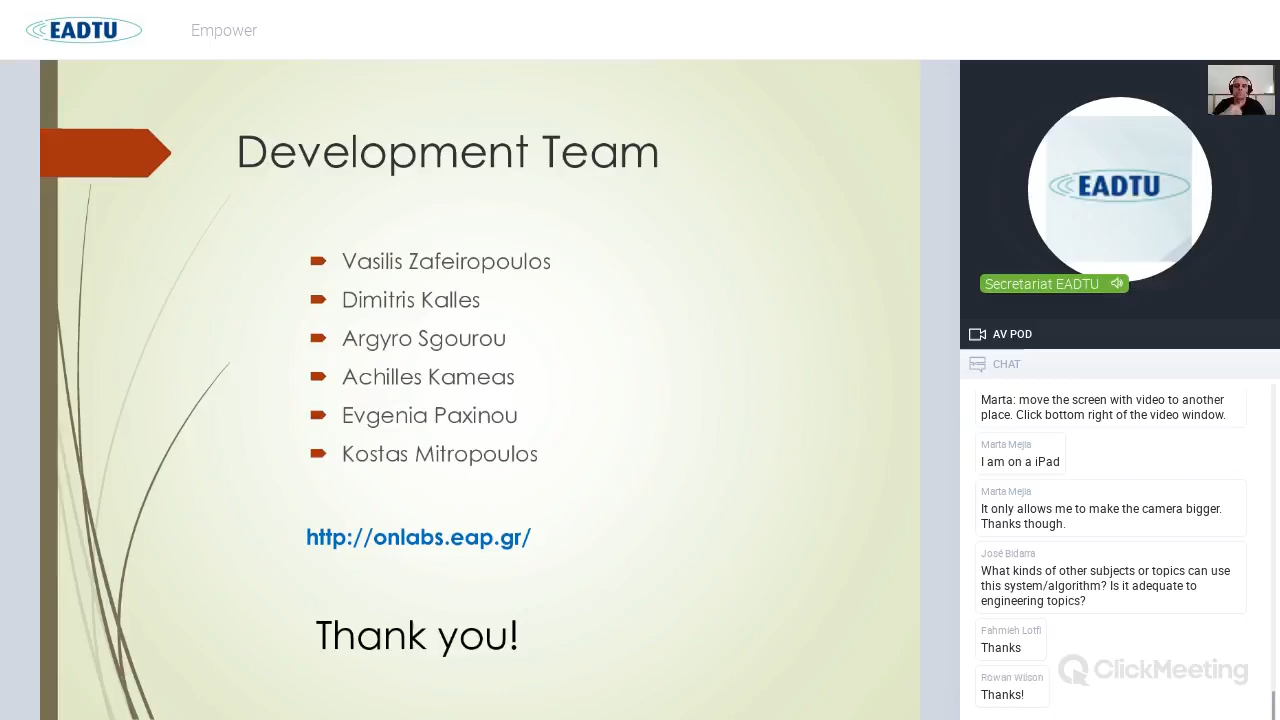 EADTU
Empower
Development Team
Vasilis Zafeiropoulos
Dimitris Kalles
Argyro Sgourou
Achilles Kameas
Evgenia Paxinou
Kostas Mitropoulos
http://onlabs.eap.gr/
Thank you!
EADTU
Secretariat EADTU
AV POD
CHAT
Marta: move the screen with video to another
place. Click bottom right of the video window.
Marta Mejia
I am on a iPad
Marta Mejia
It only allows me to make the camera bigger.
Thanks though.
José Bidarra
What kinds of other subjects or topics can use
this system/algorithm? Is it adequate to
engineering topics?
Fahmieh Lotfi
Thanks
Rowan Wilson
Thanks!
ClickMeeting